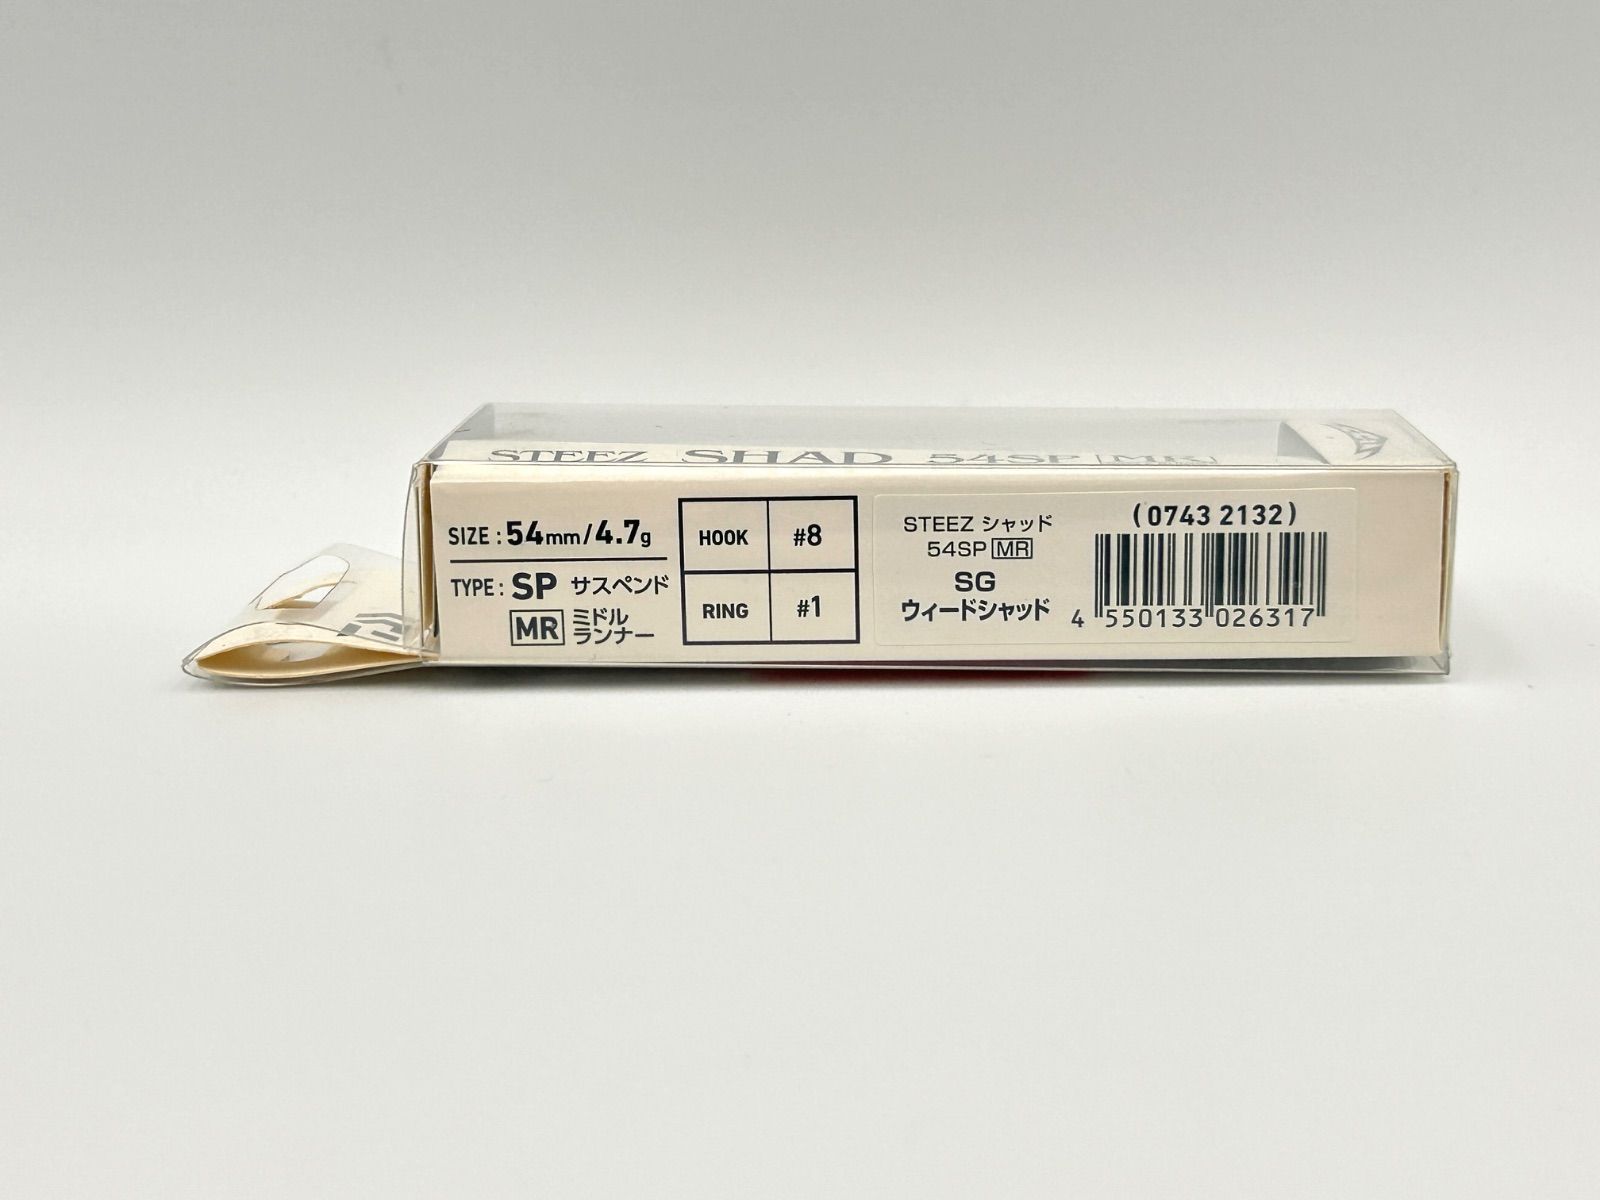 STEEZ SHAD 54SP [MR]
SIZE : 54mm/4.7g
TYPE : SP サスペンド
MR ミドル
ランナー
HOOK #8
RING #1
STEEZ シャッド
54SP MR
SG
ウィードシャッド
(0743 2132)
4 550133 026317